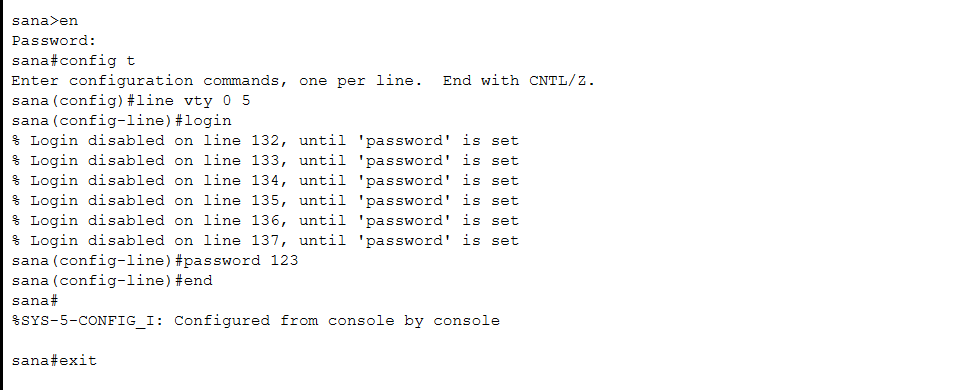 sana>en
Password:
sana#config t
Enter configuration commands, one per line.  End with CNTL/Z.
sana(config)#line vty 0 5
sana(config-line)#login
% Login disabled on line 132, until 'password' is set
% Login disabled on line 133, until 'password' is set
% Login disabled on line 134, until 'password' is set
% Login disabled on line 135, until 'password' is set
% Login disabled on line 136, until 'password' is set
% Login disabled on line 137, until 'password' is set
sana(config-line)#password 123
sana(config-line)#end
sana#
%SYS-5-CONFIG_I: Configured from console by console
sana#exit